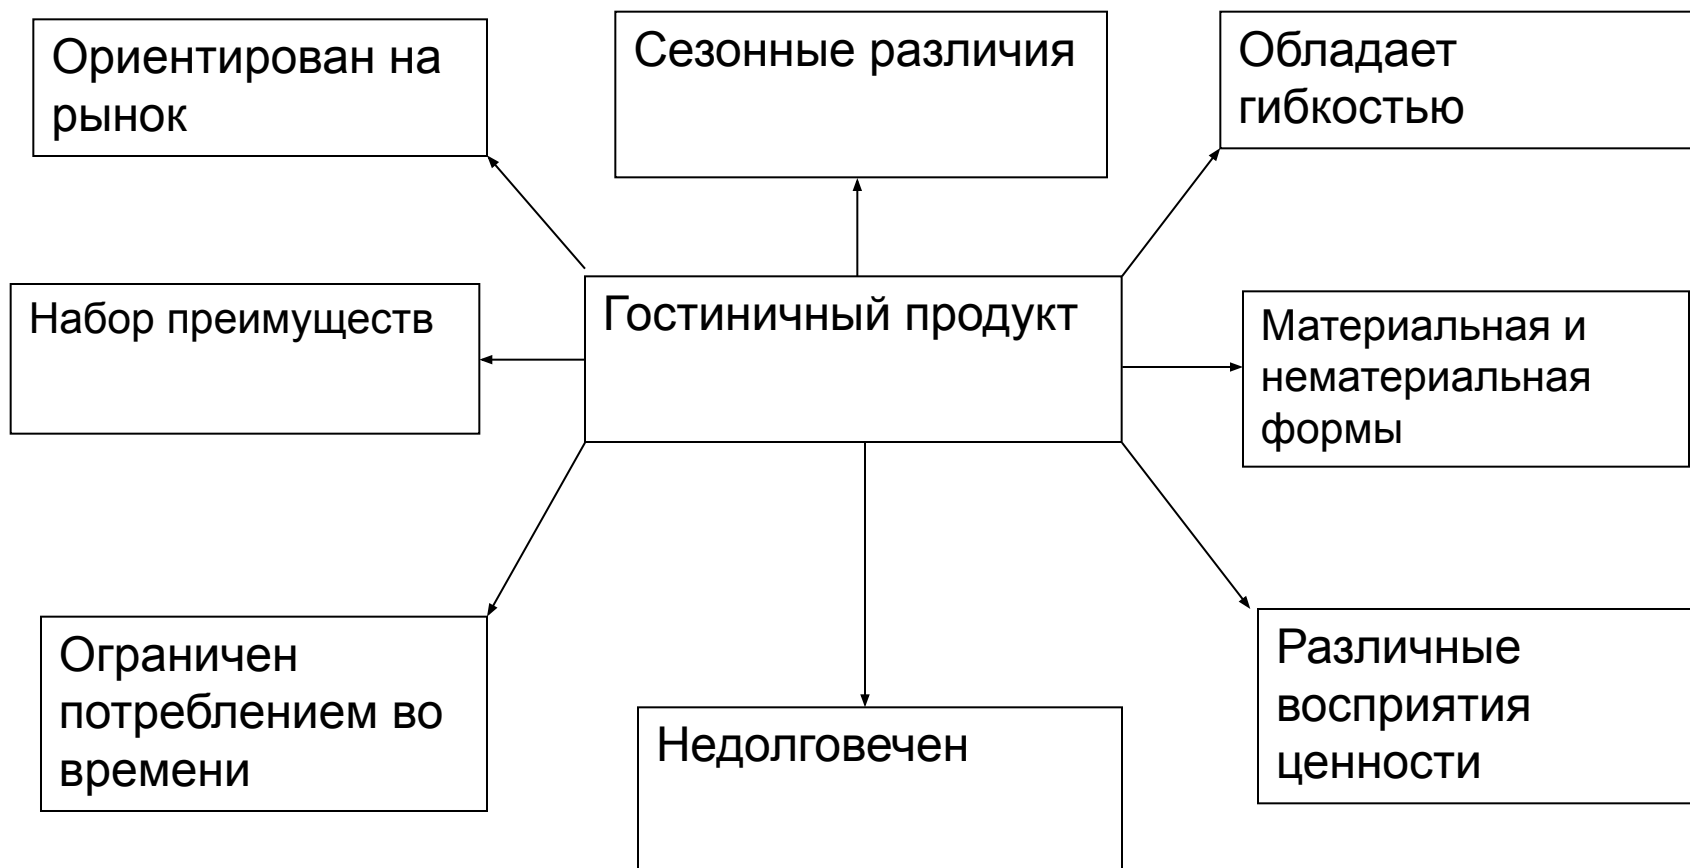 Ориентирован на
рынок
Сезонные различия
Обладает
гибкостью
Набор преимуществ
Гостиничный продукт
Материальная и
нематериальная
формы
Ограничен
потреблением во
времени
Недолговечен
Различные
восприятия
ценности